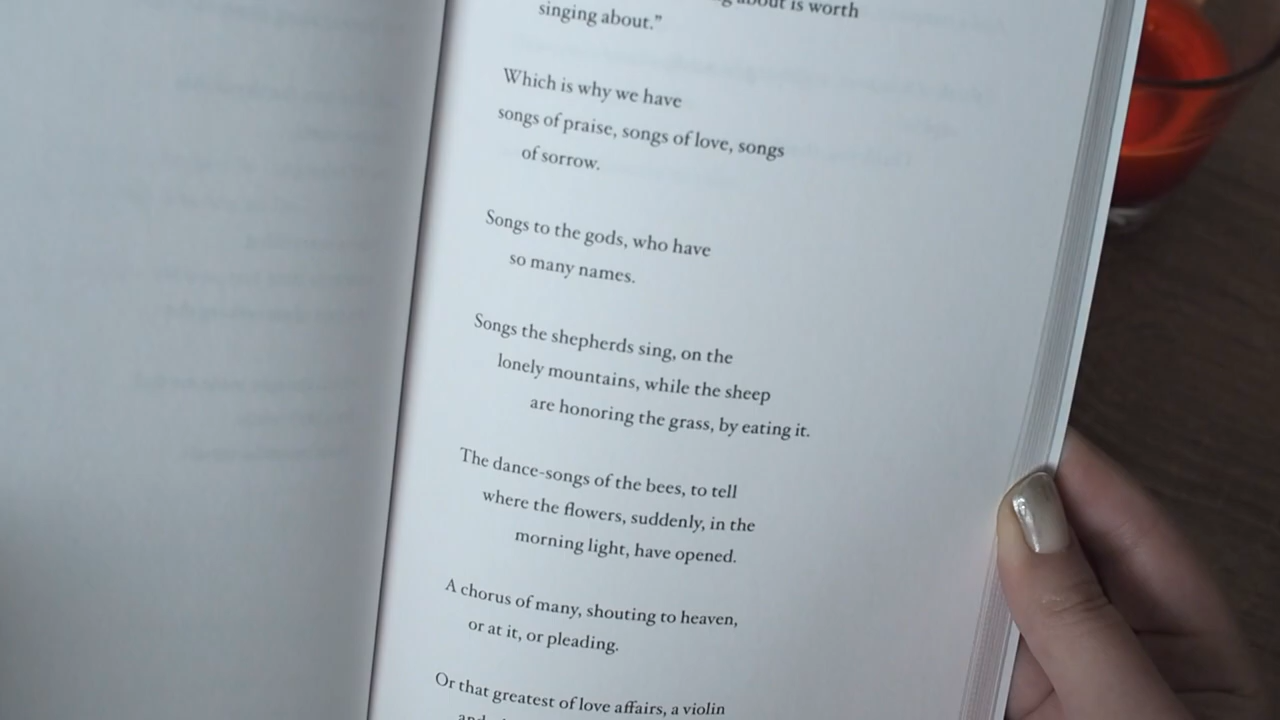 about is worth
singing about.”
Which is why we have
songs of praise, songs of love, songs
of sorrow.
Songs to the gods, who have
so many names.
Songs the shepherds sing, on the
lonely mountains, while the sheep
are honoring the grass, by eating it.
The dance-songs of the bees, to tell
where the flowers, suddenly, in the
morning light, have opened.
A chorus of many, shouting to heaven,
or at it, or pleading.
Or that greatest of love affairs, a violin